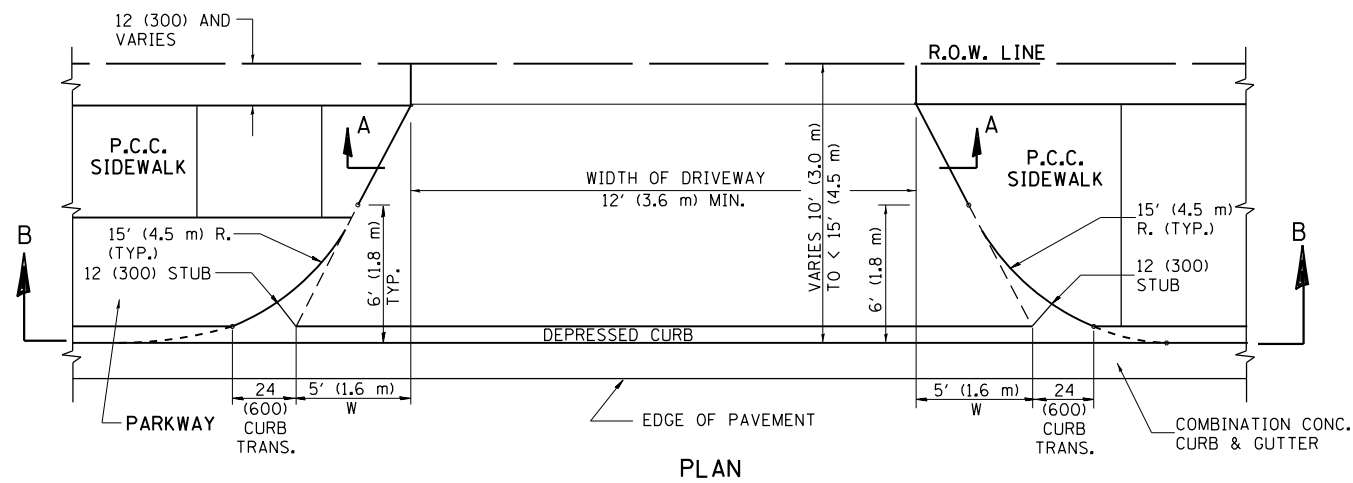 12 (300) AND
VARIES
R.O.W. LINE
A
A
P.C.C.
SIDEWALK
P.C.C.
SIDEWALK
WIDTH OF DRIVEWAY
12' (3.6 m) MIN.
VARIES 10' (3.0 m)
TO < 15' (4.5 m)
15' (4.5 m) R.
(TYP.)
15' (4.5 m)
R. (TYP.)
B
B
12 (300) STUB
12 (300)
STUB
6' (1.8 m)
TYP.
6' (1.8 m)
DEPRESSED CURB
24
(600)
CURB
TRANS.
5' (1.6 m)
W
5' (1.6 m)
W
24
(600)
CURB
TRANS.
PARKWAY
EDGE OF PAVEMENT
COMBINATION CONC.
CURB & GUTTER
PLAN